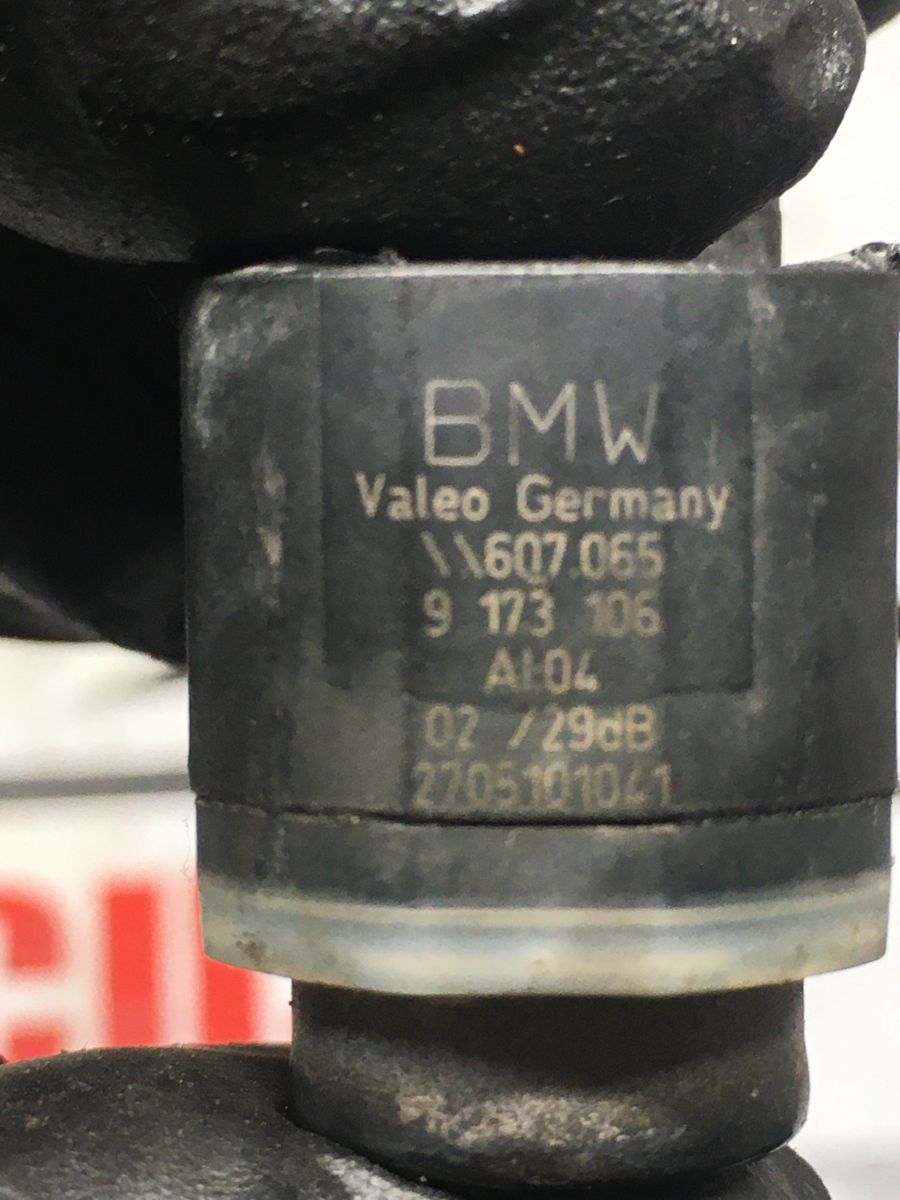 BMW
Valeo Germany
\\607.065
9 173 106
AI:04
02 /29dB
2705101041